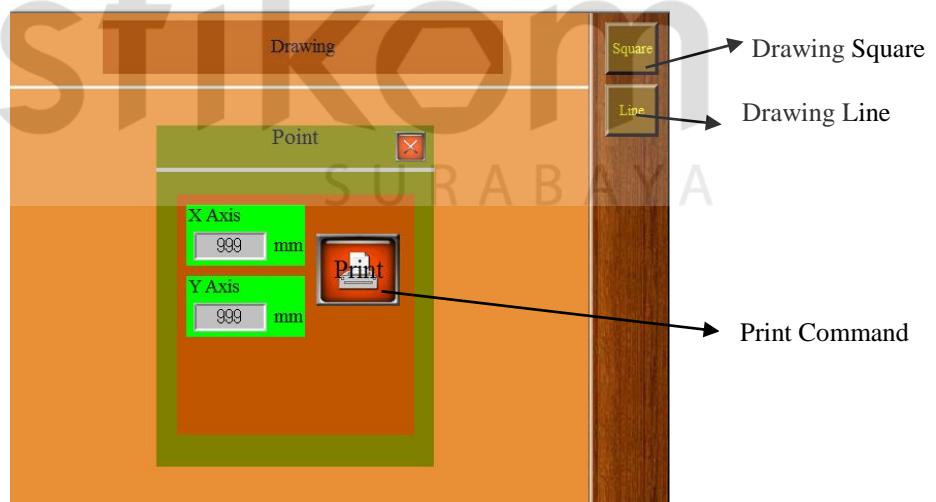 stikom
SURABAYA
Drawing
Square
Line
Drawing Square
Drawing Line
Point
X Axis
999 mm
Y Axis
999 mm
Print
Print Command